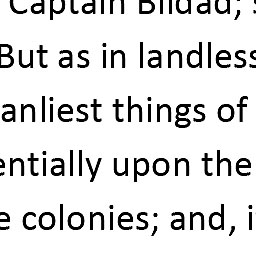 Captain Bildad;
But as in landless
anliest things of
entially upon the
e colonies; and, i